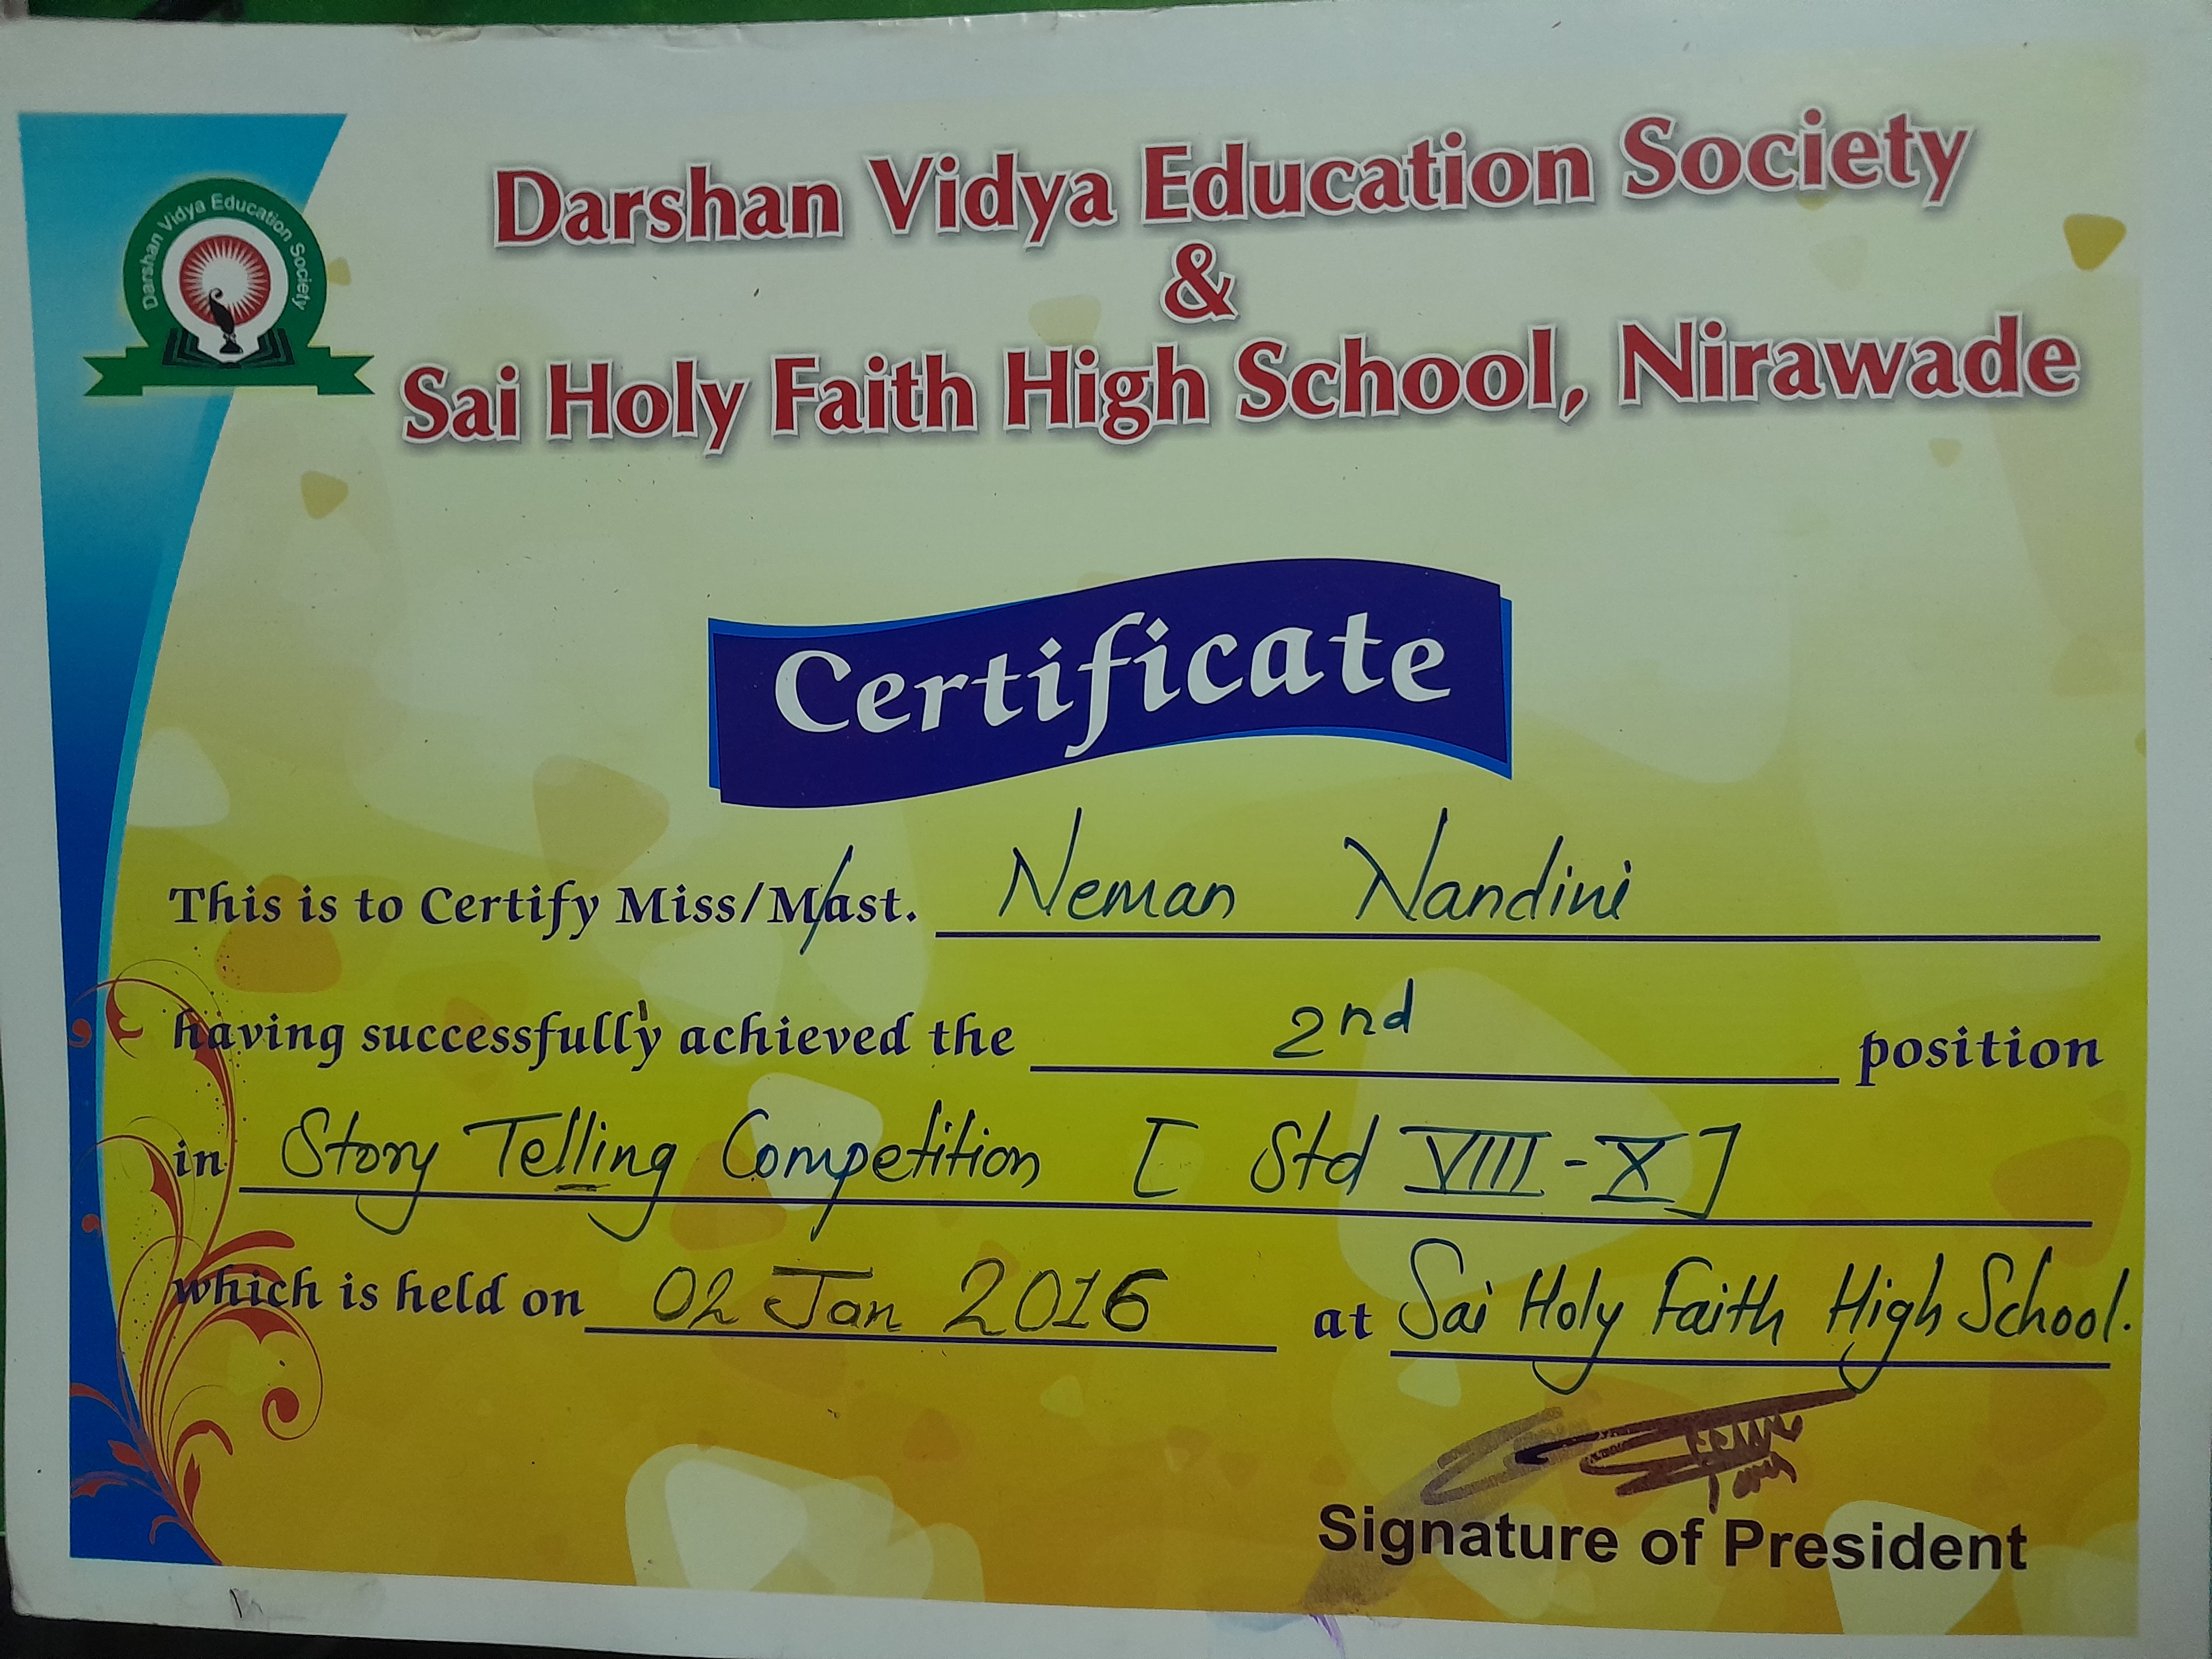 Darshan Vidya Education Society
Darshan Vidya Education Society
&
Sai Holy Faith High School, Nirawade
Certificate
This is to Certify Miss/Mast. Neman Nandini
having successfully achieved the 2nd position
in Story Telling Competition [ Std VIII - X ]
which is held on 02 Jan 2016 at Sai Holy Faith High School.
Signature of President